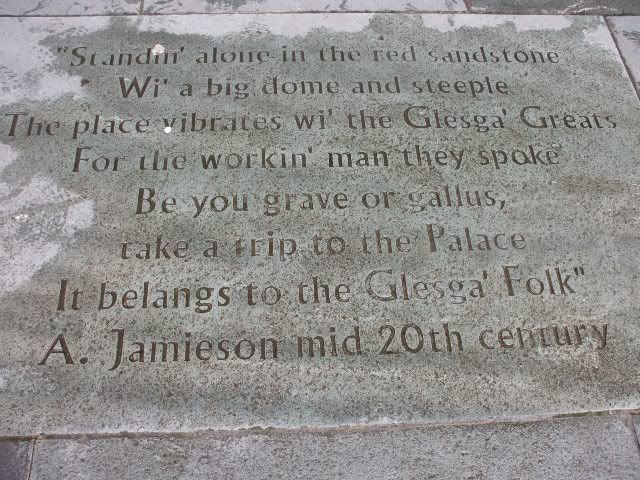 "Standin' alone in the red sandstone
Wi' a big dome and steeple
The place vibrates wi' the Glesga' Greats
For the workin' man they spoke
Be you grave or gallus,
take a trip to the Palace
It belangs to the Glesga' Folk"
A. Jamieson mid 20th century